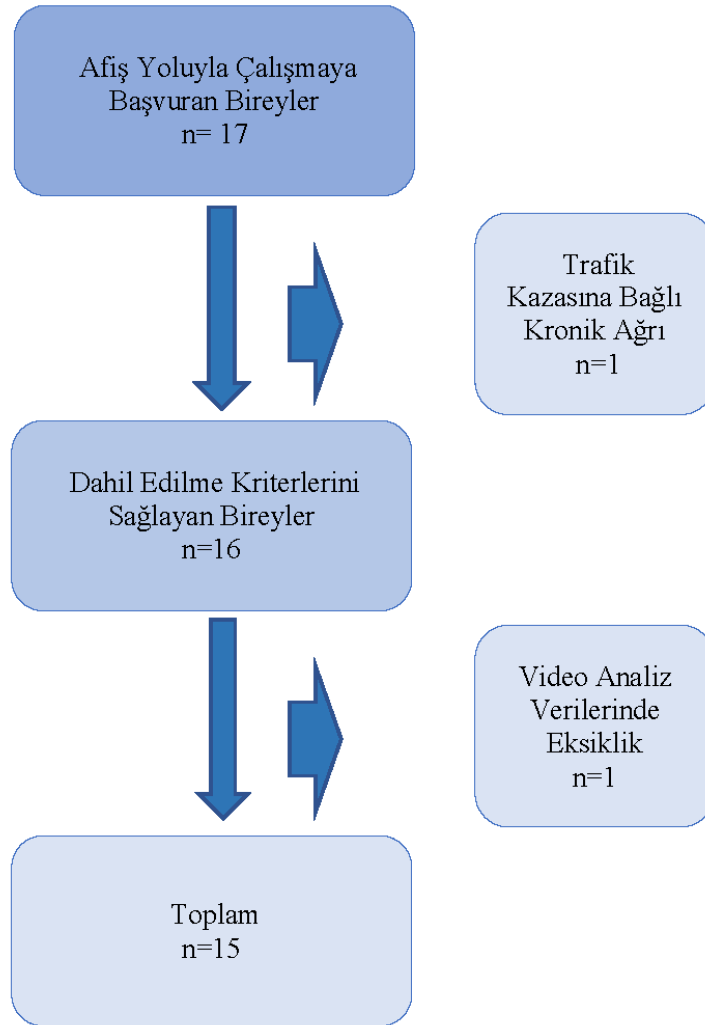 Afiş Yoluyla Çalışmaya
Başvuran Bireyler
n= 17
Trafik
Kazasına Bağlı
Kronik Ağrı
n=1
Dahil Edilme Kriterlerini
Sağlayan Bireyler
n=16
Video Analiz
Verilerinde
Eksiklik
n=1
Toplam
n=15